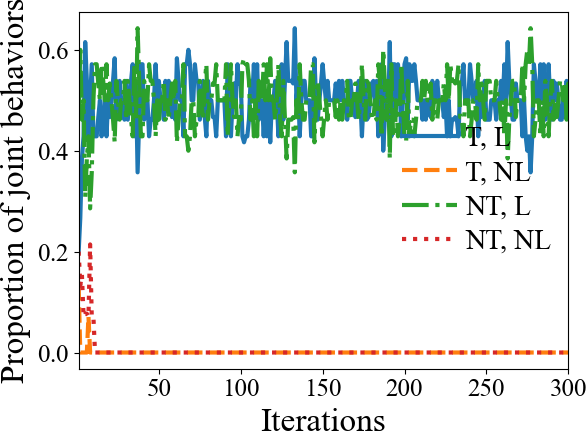 Proportion of joint behaviors
0.6
0.4
0.2
0.0
T, L
T, NL
NT, L
NT, NL
50 100 150 200 250 300
Iterations